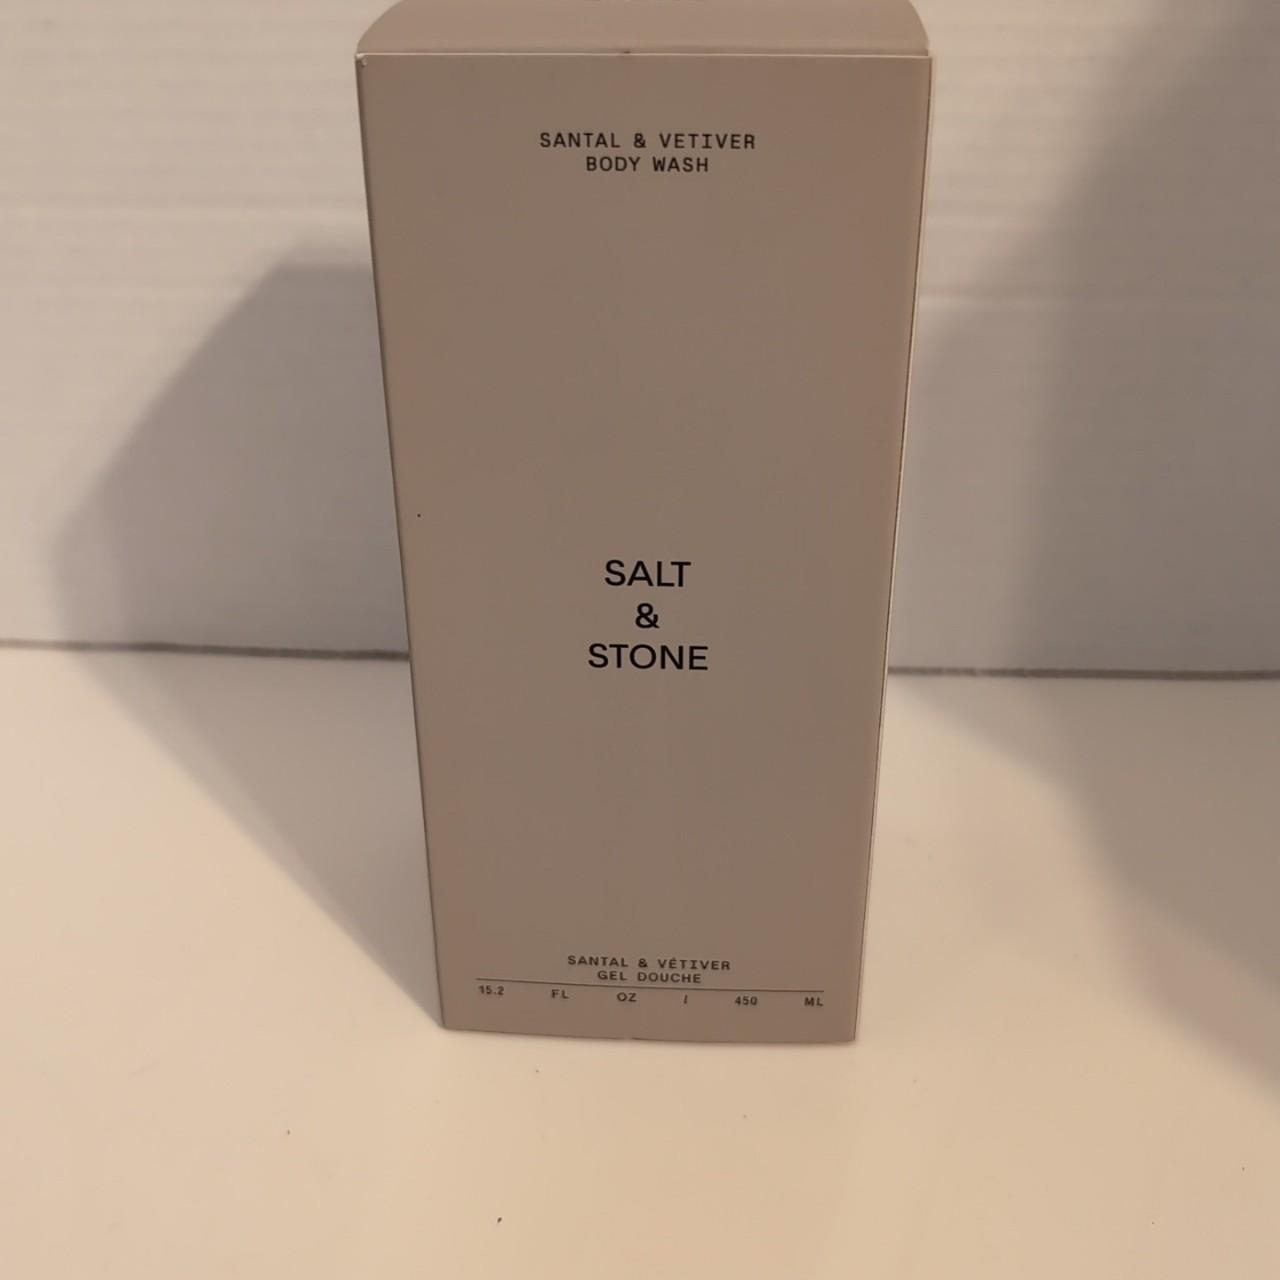 SANTAL & VETIVER
BODY WASH
SALT
&
STONE
SANTAL & VÉTIVER
GEL DOUCHE
15.2 FL OZ / 450 ML